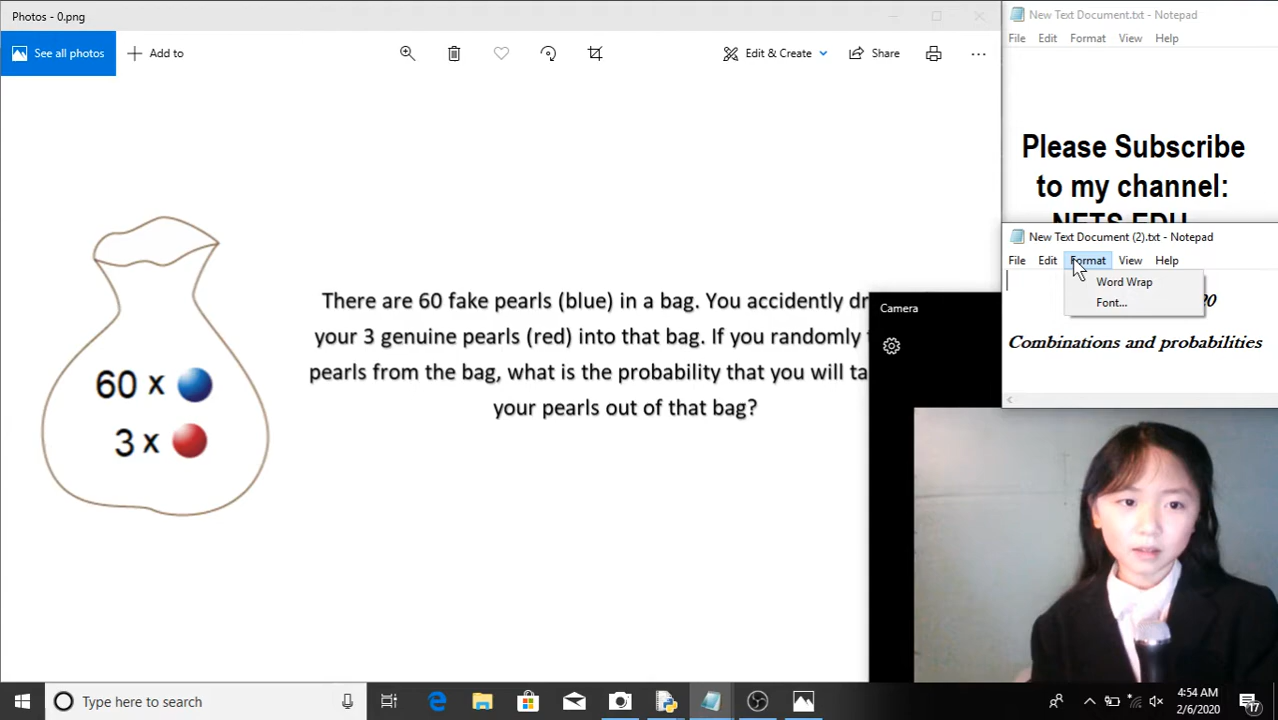 Photos - 0.png
See all photos
Add to
Edit & Create
Share
There are 60 fake pearls (blue) in a bag. You accidently
your 3 genuine pearls (red) into that bag. If you randomly
pearls from the bag, what is the probability that you will
your pearls out of that bag?
60 x
3 x
New Text Document.txt - Notepad
File Edit Format View Help
Please Subscribe
to my channel:
NETS EDU
New Text Document (2).txt - Notepad
File Edit Format View Help
Word Wrap
Font...
Combinations and probabilities
Camera
Type here to search
4:54 AM
2/6/2020
17